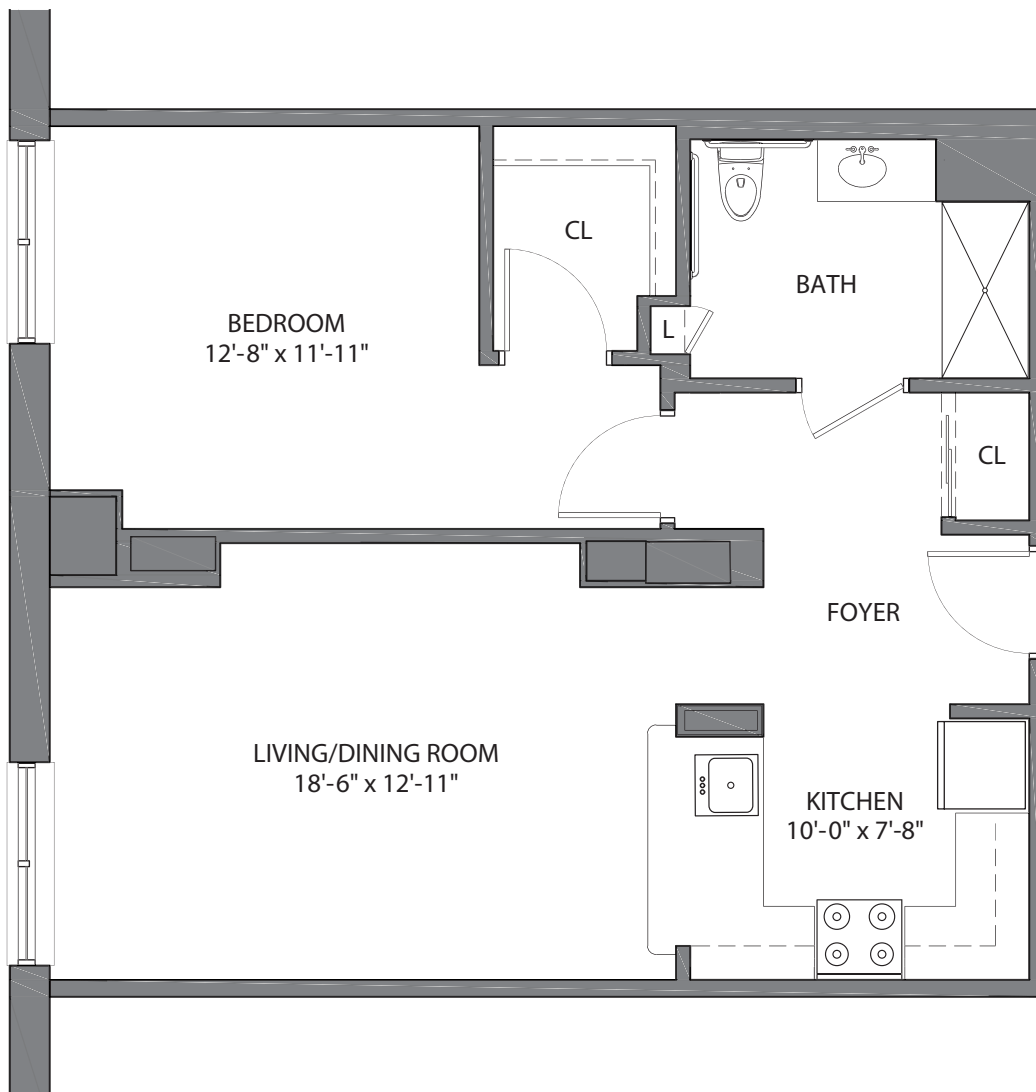 CL
BATH
BEDROOM
12'-8" x 11'-11"
L
CL
FOYER
LIVING/DINING ROOM
18'-6" x 12'-11"
KITCHEN
10'-0" x 7'-8"